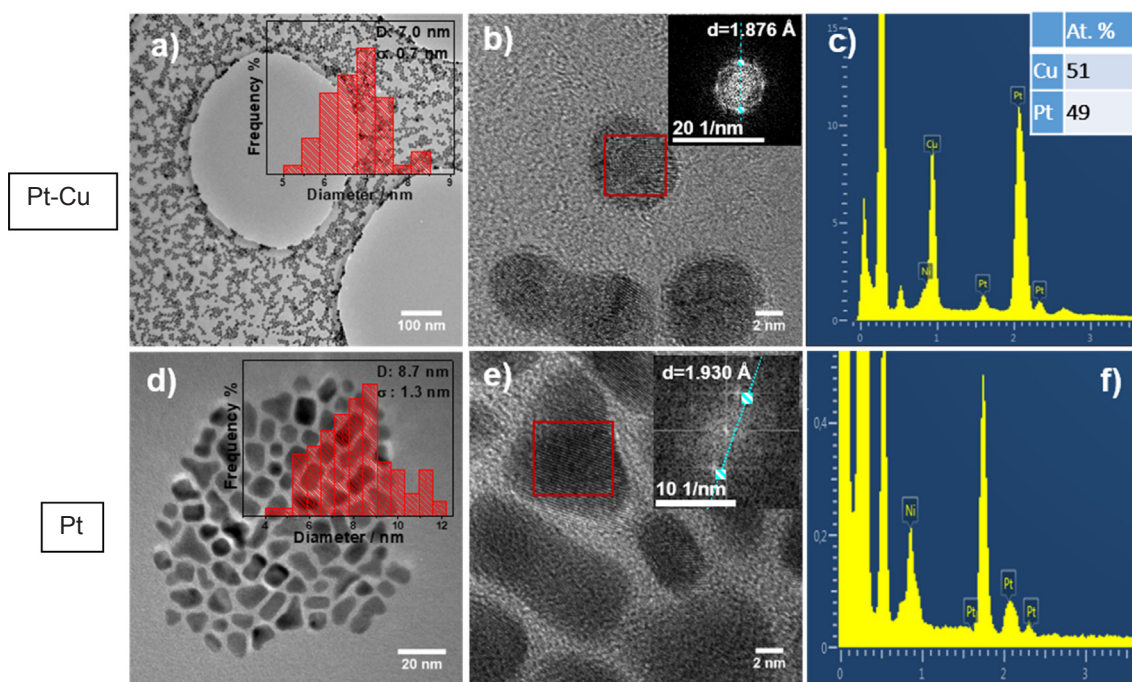 Pt-Cu
a)
D: 7.0 nm
σ: 0.7 nm
Frequency %
5 6 7 8 9
Diameter / nm
100 nm
b)
d=1.876 Å
20 1/nm
2 nm
c)
At. %
Cu 51
Pt 49
15
10
5
0
Pt
Cu
Ni
Pt
Pt
0 1 2 3
Pt
d)
D: 8.7 nm
σ : 1.3 nm
Frequency %
4 6 8 10 12
Diameter / nm
20 nm
e)
d=1.930 Å
10 1/nm
2 nm
f)
0,4
0,2
0
Ni
Pt
Pt
Pt
0 1 2 3